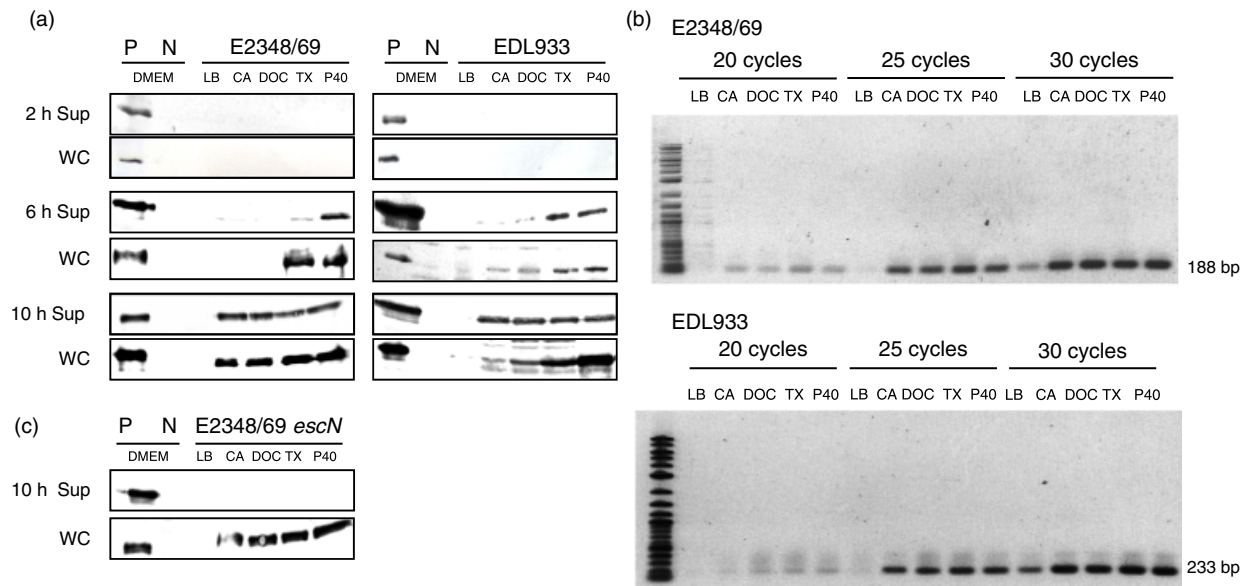 (a)
P N E2348/69
DMEM LB CA DOC TX P40
P N EDL933
DMEM LB CA DOC TX P40
2 h Sup
WC
6 h Sup
WC
10 h Sup
WC
(b)
E2348/69
20 cycles 25 cycles 30 cycles
LB CA DOC TX P40 LB CA DOC TX P40 LB CA DOC TX P40
188 bp
EDL933
20 cycles 25 cycles 30 cycles
LB CA DOC TX P40 LB CA DOC TX P40 LB CA DOC TX P40
233 bp
(c)
P N E2348/69 escN
DMEM LB CA DOC TX P40
10 h Sup
WC